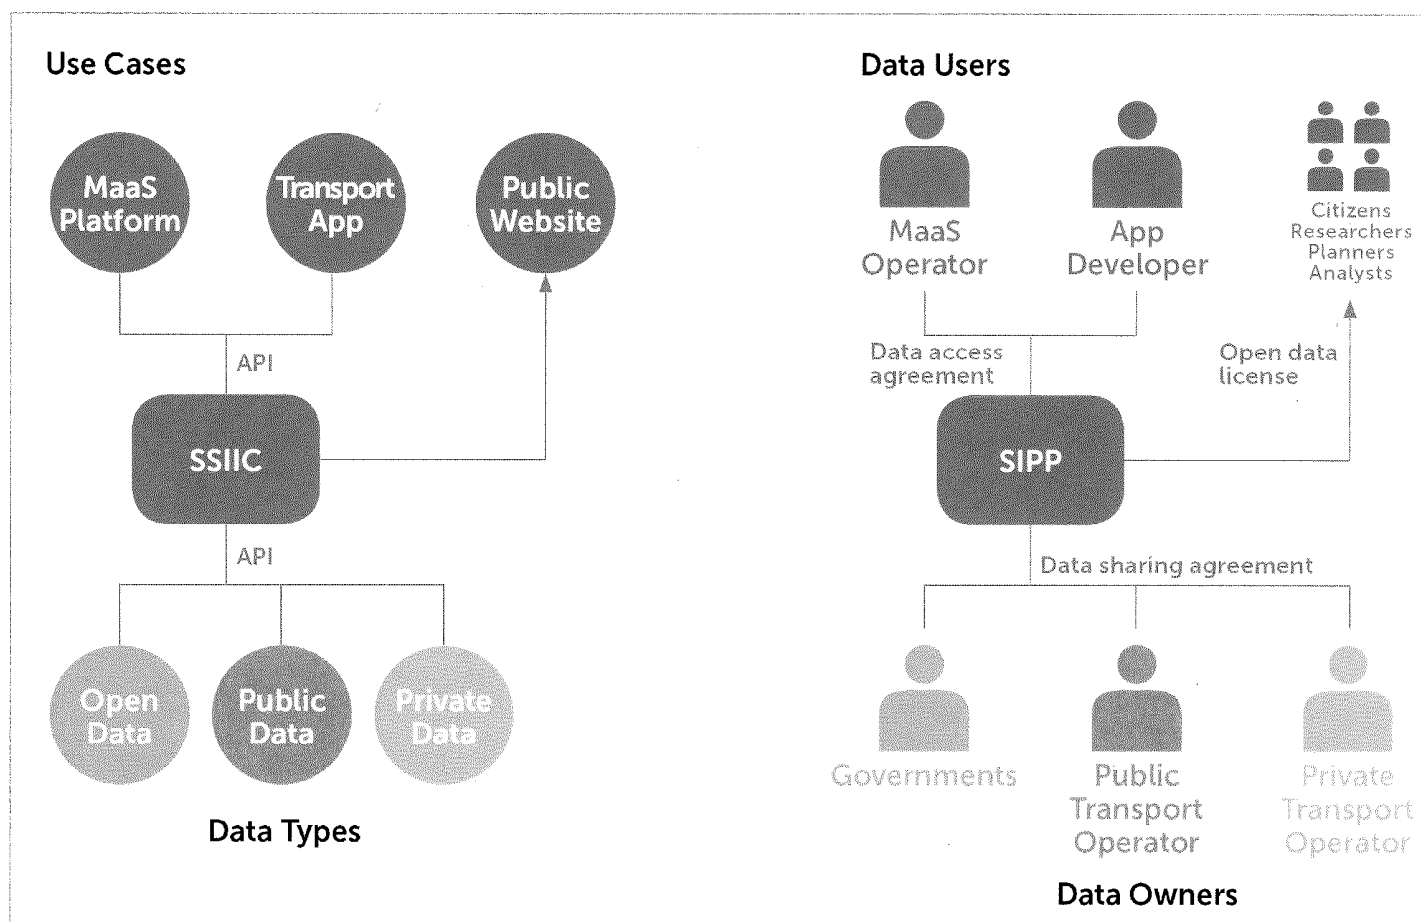 Use Cases
MaaS
Platform
Transport
App
Public
Website
API
SSIIC
API
Open
Data
Public
Data
Private
Data
Data Types
Data Users
MaaS
Operator
App
Developer
Citizens
Researchers
Planners
Analysts
Data access
agreement
Open data
license
SIPP
Data sharing agreement
Governments
Public
Transport
Operator
Private
Transport
Operator
Data Owners